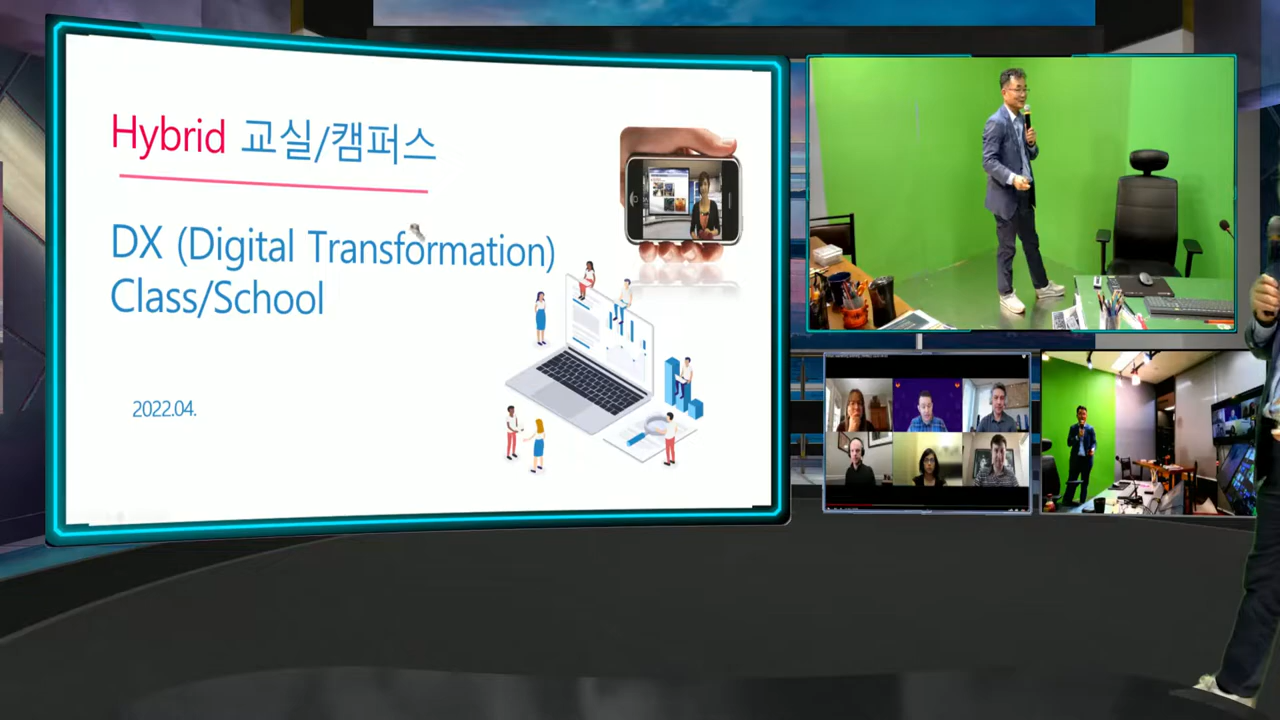 Hybrid 교실/캠퍼스
DX (Digital Transformation)
Class/School
2022.04.